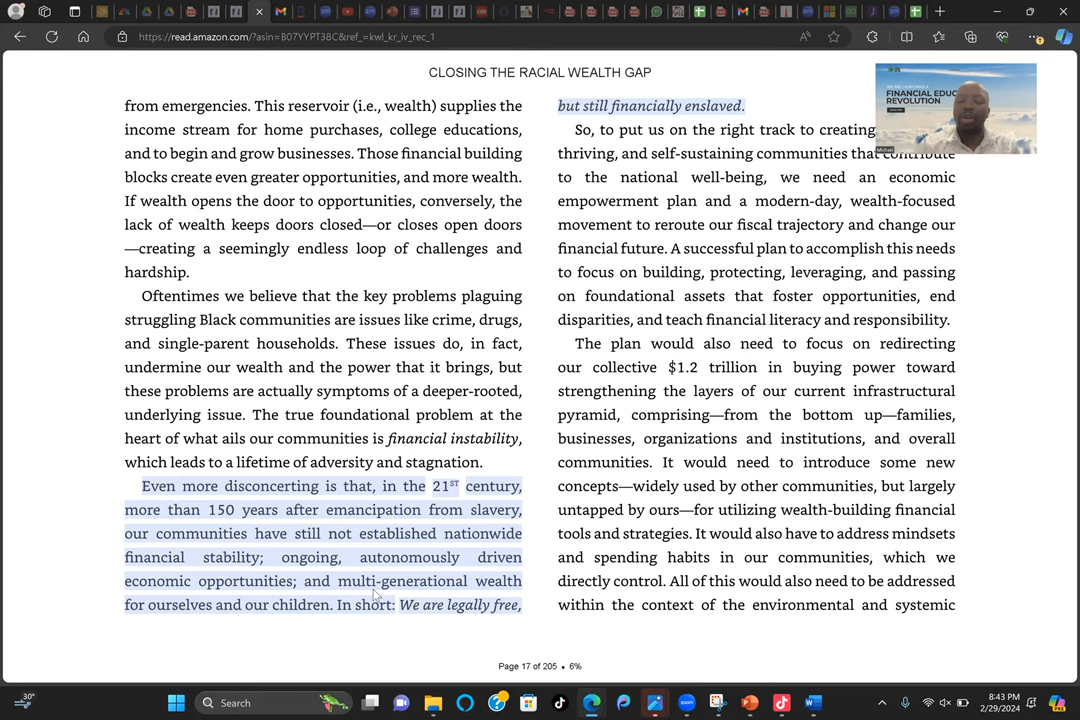 https://read.amazon.com/?asin=B07YYPT38C&ref_=kwl_kr_iv_rec_1
CLOSING THE RACIAL WEALTH GAP
from emergencies. This reservoir (i.e., wealth) supplies the
income stream for home purchases, college educations,
and to begin and grow businesses. Those financial building
blocks create even greater opportunities, and more wealth.
If wealth opens the door to opportunities, conversely, the
lack of wealth keeps doors closed—or closes open doors
—creating a seemingly endless loop of challenges and
hardship.
Oftentimes we believe that the key problems plaguing
struggling Black communities are issues like crime, drugs,
and single-parent households. These issues do, in fact,
undermine our wealth and the power that it brings, but
these problems are actually symptoms of a deeper-rooted,
underlying issue. The true foundational problem at the
heart of what ails our communities is financial instability,
which leads to a lifetime of adversity and stagnation.
Even more disconcerting is that, in the 21ST century,
more than 150 years after emancipation from slavery,
our communities have still not established nationwide
financial stability; ongoing, autonomously driven
economic opportunities; and multi-generational wealth
for ourselves and our children. In short: We are legally free,
but still financially enslaved.
So, to put us on the right track to creating
thriving, and self-sustaining communities that contribute
to the national well-being, we need an economic
empowerment plan and a modern-day, wealth-focused
movement to reroute our fiscal trajectory and change our
financial future. A successful plan to accomplish this needs
to focus on building, protecting, leveraging, and passing
on foundational assets that foster opportunities, end
disparities, and teach financial literacy and responsibility.
The plan would also need to focus on redirecting
our collective $1.2 trillion in buying power toward
strengthening the layers of our current infrastructural
pyramid, comprising—from the bottom up—families,
businesses, organizations and institutions, and overall
communities. It would need to introduce some new
concepts—widely used by other communities, but largely
untapped by ours—for utilizing wealth-building financial
tools and strategies. It would also have to address mindsets
and spending habits in our communities, which we
directly control. All of this would also need to be addressed
within the context of the environmental and systemic
FINANCIAL EDUC
REVOLUTION
Michael
Page 17 of 205 • 6%
30°
Search
zoom
8:43 PM
2/29/2024